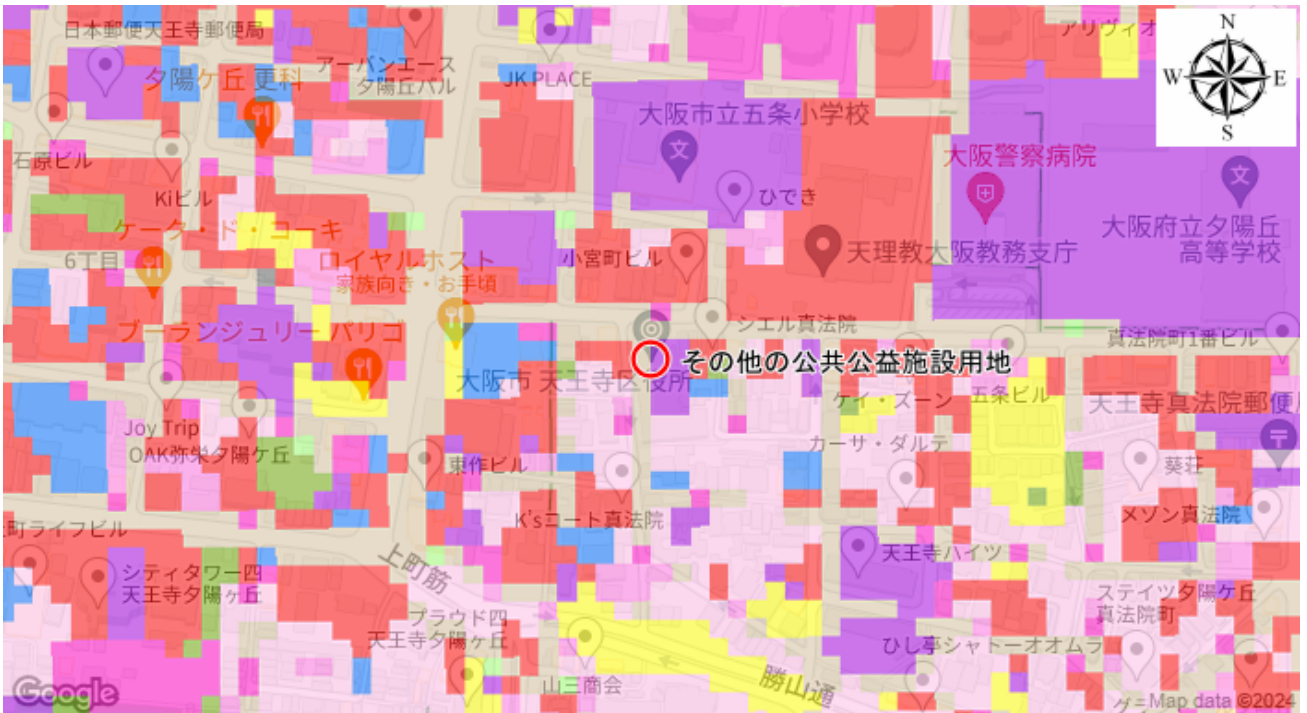 日本郵便天王寺郵便局
アリヴィオ
N
W
E
S
夕陽ケ丘 更科
アーバンエース
夕陽丘パル
JK PLACE
大阪市立五条小学校
石原ビル
大阪警察病院
Kiビル
ひでき
大阪府立夕陽丘
高等学校
ケーク・ド・コーキ
6丁目
ロイヤルホスト
家族向き・お手頃
小宮町ビル
天理教大阪教務支庁
ブーランジュリー パリゴ
シエル真法院
真法院町1番ビル
その他の公共公益施設用地
大阪市 天王寺区役所
ケイ・ズーン
五条ビル
天王寺真法院郵便局
Joy Trip
OAK弥栄夕陽ケ丘
カーサ・ダルテ
東作ビル
葵荘
K'sコート真法院
メゾン真法院
町ライフビル
上町筋
天王寺ハイツ
シティタワー四
天王寺夕陽ケ丘
ステイツ夕陽ケ丘
真法院町
プラウド四
天王寺夕陽ケ丘
ひし亭シャトーオオムラ
山三商会
勝山通
Google
Map data ©2024